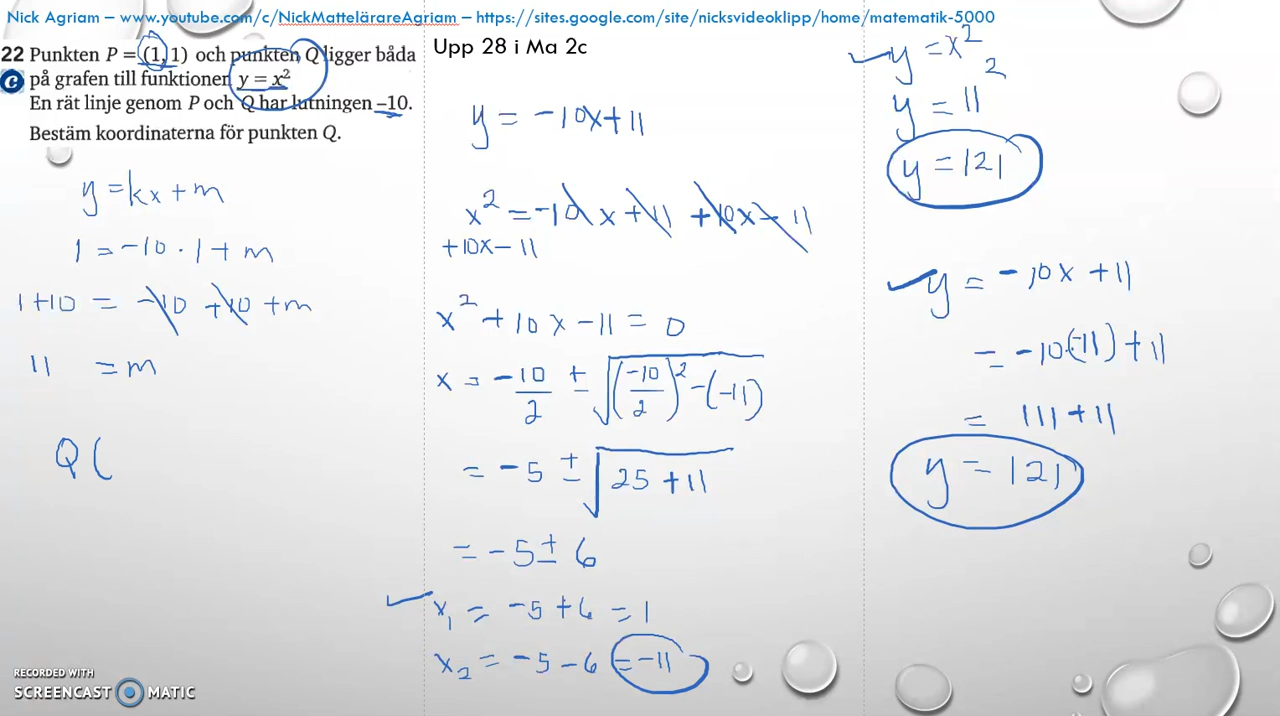 Nick Agriam – www.youtube.com/c/NickMattelärareAgriam – https://sites.google.com/site/nicksvideoklipp/home/matematik-5000
22 Punkten P = (1, 1) och punkten Q ligger båda
C på grafen till funktionen y = x²
En rät linje genom P och Q har lutningen –10.
Bestäm koordinaterna för punkten Q.
y = kx + m
1 = -10 · 1 + m
1+10 = -10 +10 + m
11 = m
Q (
Upp 28 i Ma 2c
y = -10x+11
x² = -10x +11 +10x - 11
+10x - 11
x² + 10x - 11 = 0
x = -10/2 ± √((-10/2)² - (-11))
= -5 ± √(25 + 11)
= -5 ± 6
x₁ = -5 + 6 = 1
x₂ = -5 - 6 = -11
y = x²
y = 11²
y = 121
y = -10x + 11
= -10·(-11) + 11
= 111 + 11
y = 121
RECORDED WITH
SCREENCAST MATIC